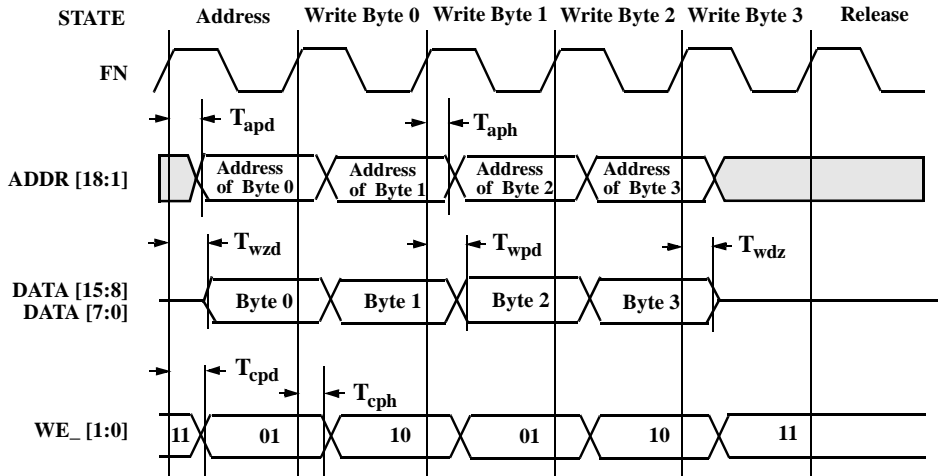 STATE Address Write Byte 0 Write Byte 1 Write Byte 2 Write Byte 3 Release
FN
Tapd Taph
ADDR [18:1] Address of Byte 0 Address of Byte 1 Address of Byte 2 Address of Byte 3
Twzd Twpd Twdz
DATA [15:8]
DATA [7:0]
Byte 0 Byte 1 Byte 2 Byte 3
Tcpd Tcph
WE_ [1:0] 11 01 10 01 10 11